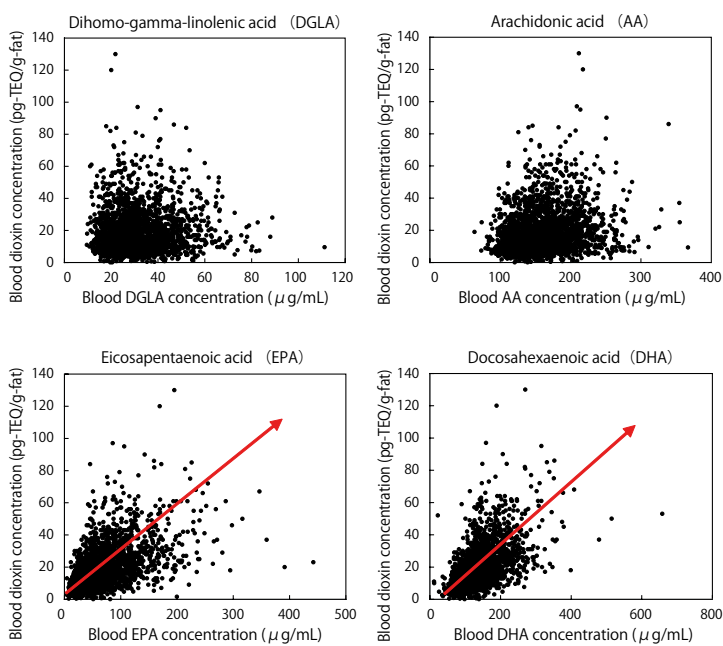 Dihomo-gamma-linolenic acid （DGLA）
Blood dioxin concentration (pg-TEQ/g-fat)
140
120
100
80
60
40
20
0
0 20 40 60 80 100 120
Blood DGLA concentration (μg/mL)
Arachidonic acid （AA）
Blood dioxin concentration (pg-TEQ/g-fat)
140
120
100
80
60
40
20
0
0 100 200 300 400
Blood AA concentration (μg/mL)
Eicosapentaenoic acid （EPA）
Blood dioxin concentration (pg-TEQ/g-fat)
140
120
100
80
60
40
20
0
0 100 200 300 400 500
Blood EPA concentration (μg/mL)
Docosahexaenoic acid （DHA）
Blood dioxin concentration (pg-TEQ/g-fat)
140
120
100
80
60
40
20
0
0 200 400 600 800
Blood DHA concentration (μg/mL)